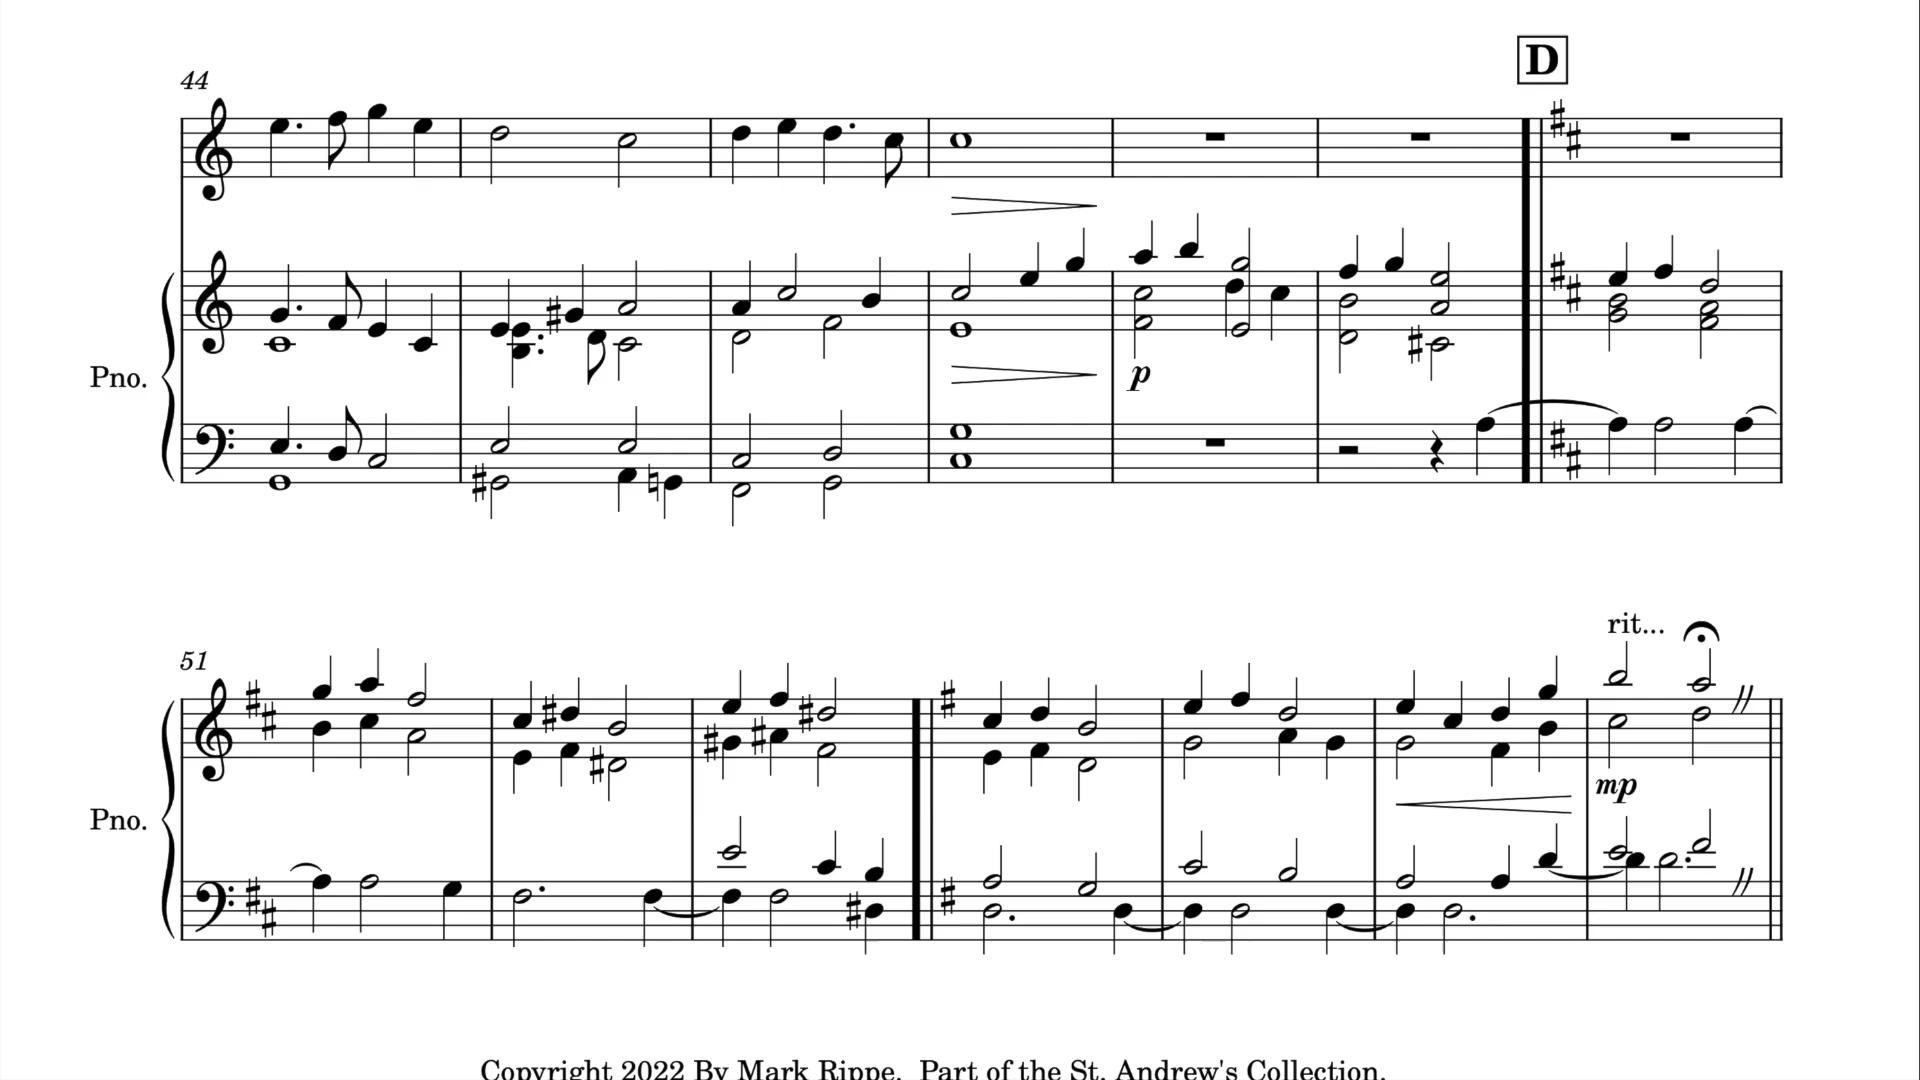 D
44
Pno.
p
51
rit...
Pno.
mp
Copyright 2022 By Mark Rippe. Part of the St. Andrew's Collection.